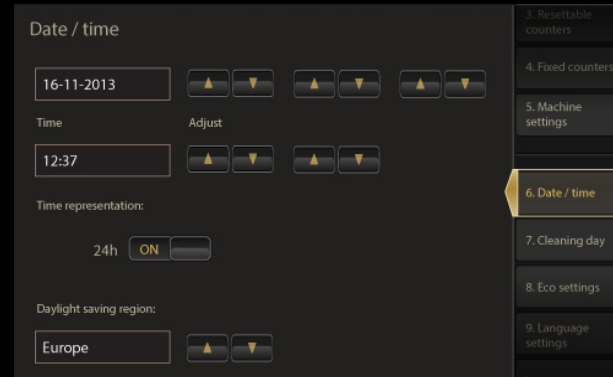 Date / time
16-11-2013
Time
Adjust
12:37
Time representation:
24h
ON
Daylight saving region:
Europe
3. Resettable
counters
4. Fixed counters
5. Machine
settings
6. Date / time
7. Cleaning day
8. Eco settings
9. Language
settings